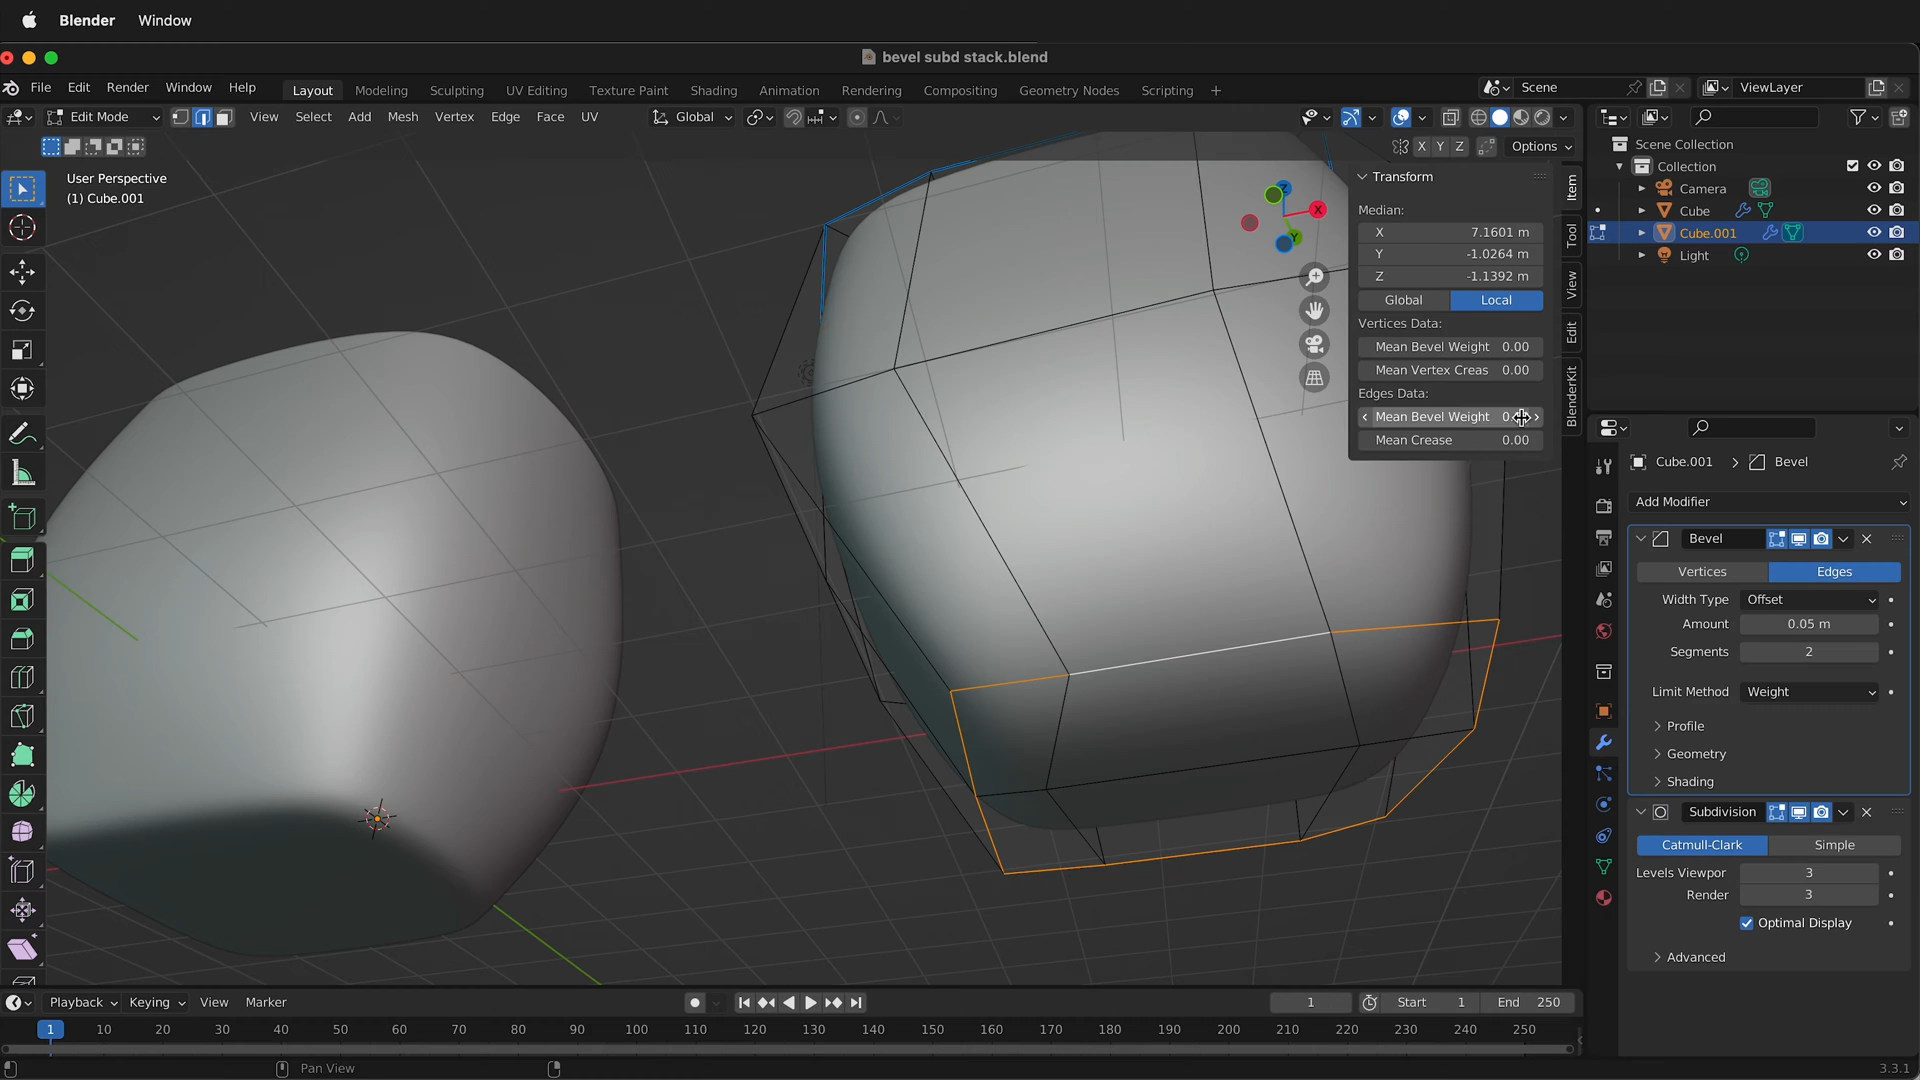 Blender Window
bevel subd stack.blend
File Edit Render Window Help Layout Modeling Sculpting UV Editing Texture Paint Shading Animation Rendering Compositing Geometry Nodes Scripting + Scene ViewLayer
Edit Mode View Select Add Mesh Vertex Edge Face UV Global
X Y Z Options
User Perspective
(1) Cube.001
Transform
Median:
X 7.1601 m
Y -1.0264 m
Z -1.1392 m
Global Local
Vertices Data:
Mean Bevel Weight 0.00
Mean Vertex Creas 0.00
Edges Data:
Mean Bevel Weight 0.
Mean Crease 0.00
Item
Tool
View
Edit
BlenderKit
Z
X
Y
Scene Collection
Collection
Camera
Cube
Cube.001
Light
Cube.001 > Bevel
Add Modifier
Bevel
Vertices Edges
Width Type Offset
Amount 0.05 m
Segments 2
Limit Method Weight
Profile
Geometry
Shading
Subdivision
Catmull-Clark Simple
Levels Viewpor 3
Render 3
Optimal Display
Advanced
Playback Keying View Marker 1 Start 1 End 250
1 10 20 30 40 50 60 70 80 90 100 110 120 130 140 150 160 170 180 190 200 210 220 230 240 250
Pan View 3.3.1